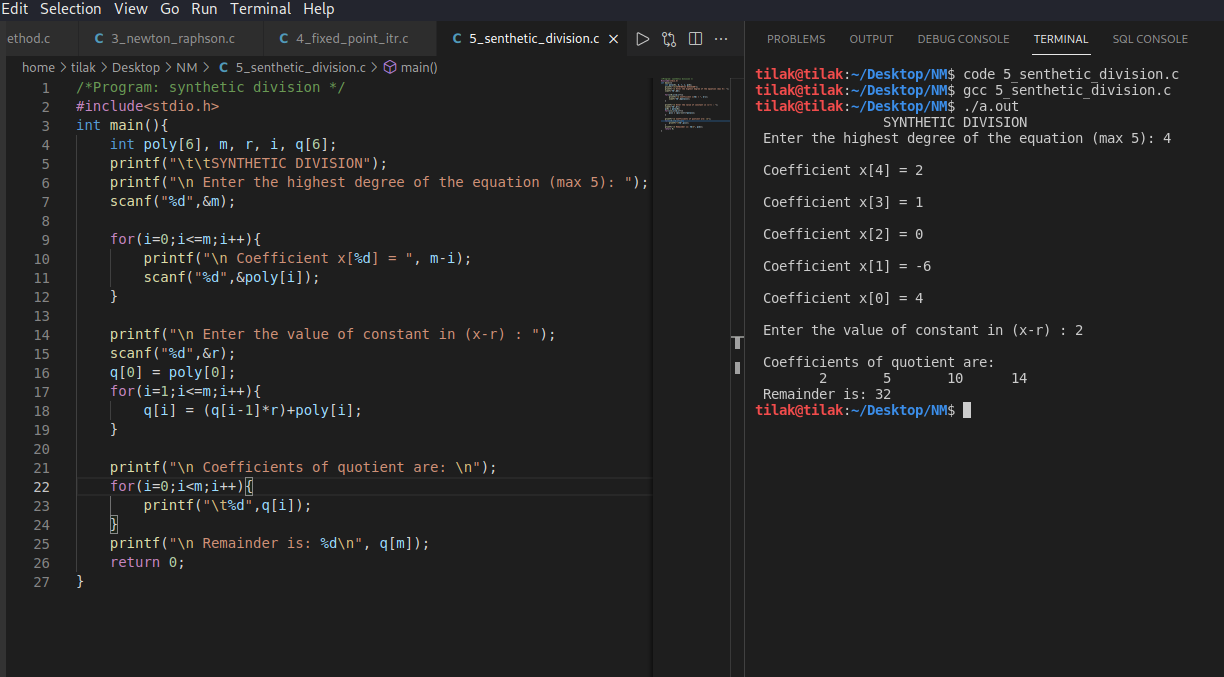 Edit Selection View Go Run Terminal Help
ethod.c C 3_newton_raphson.c C 4_fixed_point_itr.c C 5_senthetic_division.c ×
home > tilak > Desktop > NM > C 5_senthetic_division.c > main()
1 /*Program: synthetic division */
2 #include<stdio.h>
3 int main(){
4 int poly[6], m, r, i, q[6];
5 printf("\t\tSYNTHETIC DIVISION");
6 printf("\n Enter the highest degree of the equation (max 5): ");
7 scanf("%d",&m);
8
9 for(i=0;i<=m;i++){
10 printf("\n Coefficient x[%d] = ", m-i);
11 scanf("%d",&poly[i]);
12 }
13
14 printf("\n Enter the value of constant in (x-r) : ");
15 scanf("%d",&r);
16 q[0] = poly[0];
17 for(i=1;i<=m;i++){
18 q[i] = (q[i-1]*r)+poly[i];
19 }
20
21 printf("\n Coefficients of quotient are: \n");
22 for(i=0;i<m;i++){
23 printf("\t%d",q[i]);
24 }
25 printf("\n Remainder is: %d\n", q[m]);
26 return 0;
27 }
PROBLEMS OUTPUT DEBUG CONSOLE TERMINAL SQL CONSOLE
tilak@tilak:~/Desktop/NM$ code 5_senthetic_division.c
tilak@tilak:~/Desktop/NM$ gcc 5_senthetic_division.c
tilak@tilak:~/Desktop/NM$ ./a.out
SYNTHETIC DIVISION
Enter the highest degree of the equation (max 5): 4
Coefficient x[4] = 2
Coefficient x[3] = 1
Coefficient x[2] = 0
Coefficient x[1] = -6
Coefficient x[0] = 4
Enter the value of constant in (x-r) : 2
Coefficients of quotient are:
2 5 10 14
Remainder is: 32
tilak@tilak:~/Desktop/NM$